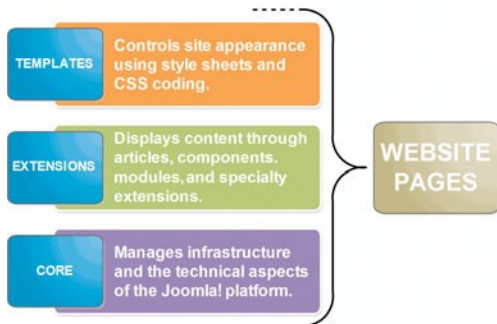 TEMPLATES
Controls site appearance
using style sheets and
CSS coding.
EXTENSIONS
Displays content through
articles, components.
modules, and specialty
extensions.
CORE
Manages infrastructure
and the technical aspects
of the Joomla! platform.
WEBSITE
PAGES